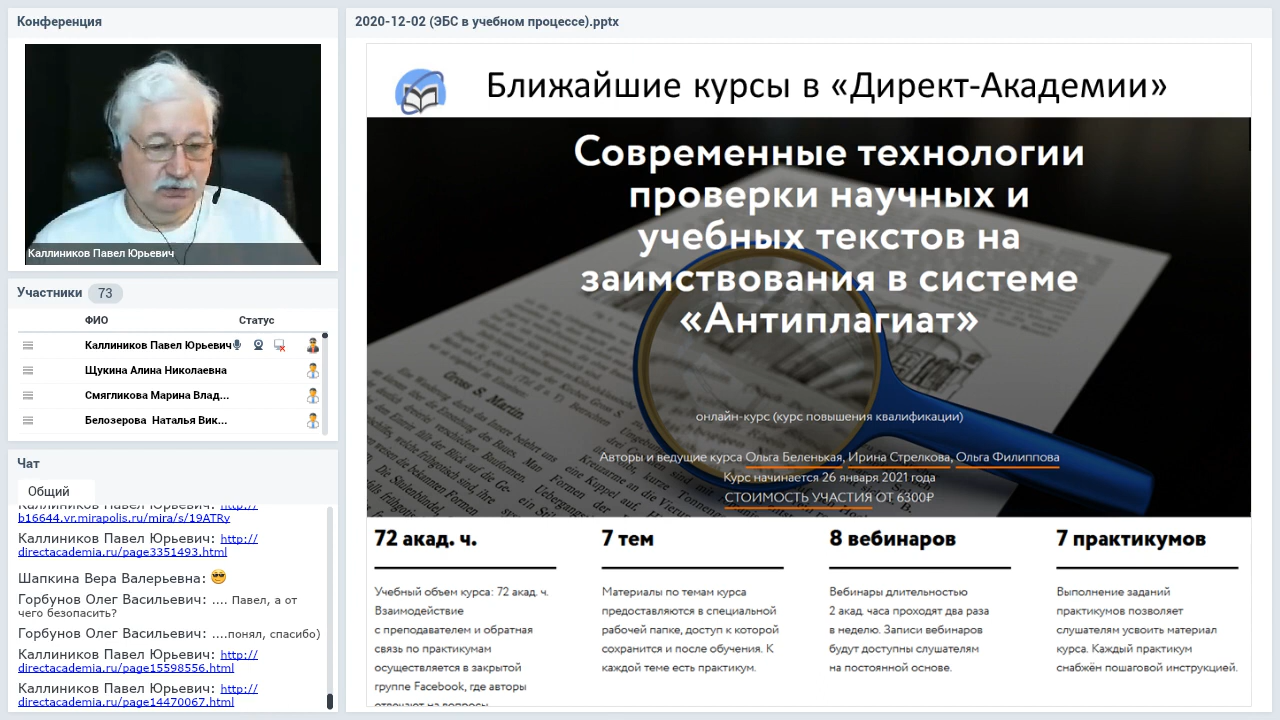 Конференция
Каллиников Павел Юрьевич
Участники 73
ФИО Статус
Каллиников Павел Юрьевич
Щукина Алина Николаевна
Смягликова Марина Влад...
Белозерова Наталья Вик...
Чат
Общий
Каллиников Павел Юрьевич: http://
b16644.vr.mirapolis.ru/mira/s/19ATRy
Каллиников Павел Юрьевич: http://
directacademia.ru/page3351493.html
Шапкина Вера Валерьевна: 😎
Горбунов Олег Васильевич: .... Павел, а от
чего безопасить?
Горбунов Олег Васильевич: ....понял, спасибо)
Каллиников Павел Юрьевич: http://
directacademia.ru/page15598556.html
Каллиников Павел Юрьевич: http://
directacademia.ru/page14470067.html
2020-12-02 (ЭБС в учебном процессе).pptx
Ближайшие курсы в «Директ-Академии»
Современные технологии
проверки научных и
учебных текстов на
заимствования в системе
«Антиплагиат»
онлайн-курс (курс повышения квалификации)
Авторы и ведущие курса Ольга Беленькая, Ирина Стрелкова, Ольга Филиппова
Курс начинается 26 января 2021 года
СТОИМОСТЬ УЧАСТИЯ ОТ 6300₽
72 акад. ч.
Учебный объем курса: 72 акад. ч.
Взаимодействие
с преподавателем и обратная
связь по практикумам
осуществляется в закрытой
группе Facebook, где авторы
отвечают на вопросы
7 тем
Материалы по темам курса
предоставляются в специальной
рабочей папке, доступ к которой
сохранится и после обучения. К
каждой теме есть практикум.
8 вебинаров
Вебинары длительностью
2 акад. часа проходят два раза
в неделю. Записи вебинаров
будут доступны слушателям
на постоянной основе.
7 практикумов
Выполнение заданий
практикумов позволяет
слушателям усвоить материал
курса. Каждый практикум
снабжён пошаговой инструкцией.